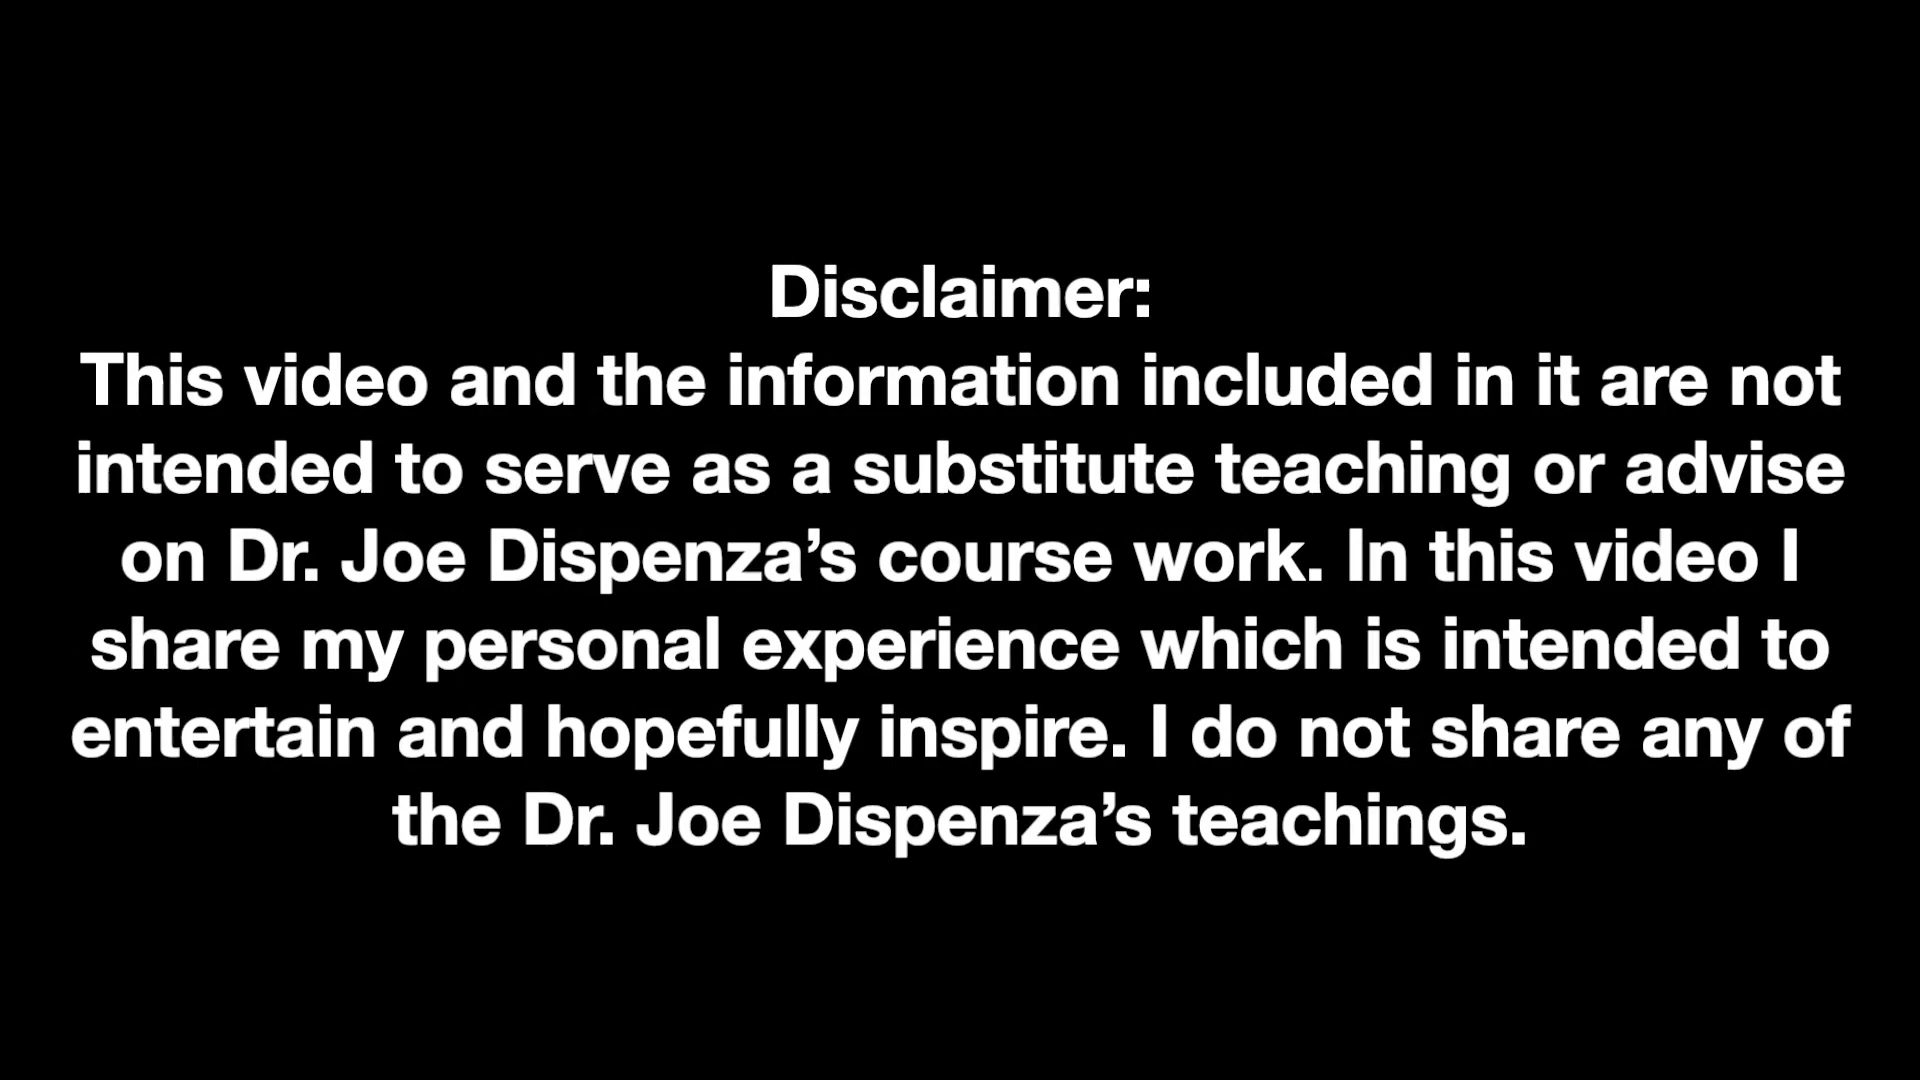 Disclaimer:
This video and the information included in it are not
intended to serve as a substitute teaching or advise
on Dr. Joe Dispenza’s course work. In this video I
share my personal experience which is intended to
entertain and hopefully inspire. I do not share any of
the Dr. Joe Dispenza’s teachings.